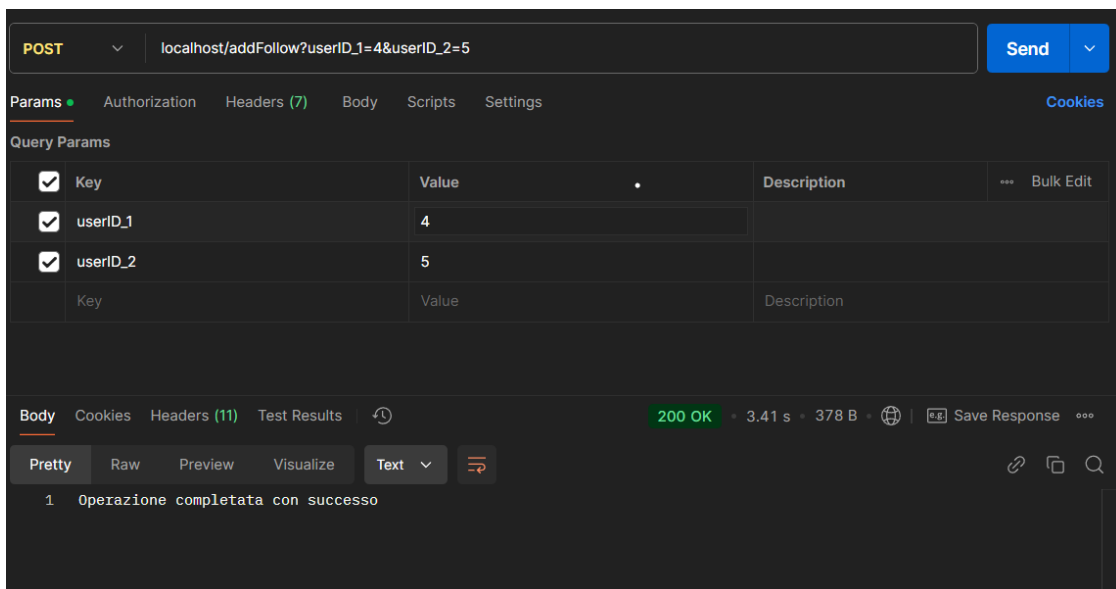 POST localhost/addFollow?userID_1=4&userID_2=5 Send
Params Authorization Headers (7) Body Scripts Settings Cookies
Query Params
Key Value Description Bulk Edit
userID_1 4
userID_2 5
Key Value Description
Body Cookies Headers (11) Test Results 200 OK 3.41 s 378 B e.g. Save Response
Pretty Raw Preview Visualize Text
1 Operazione completata con successo